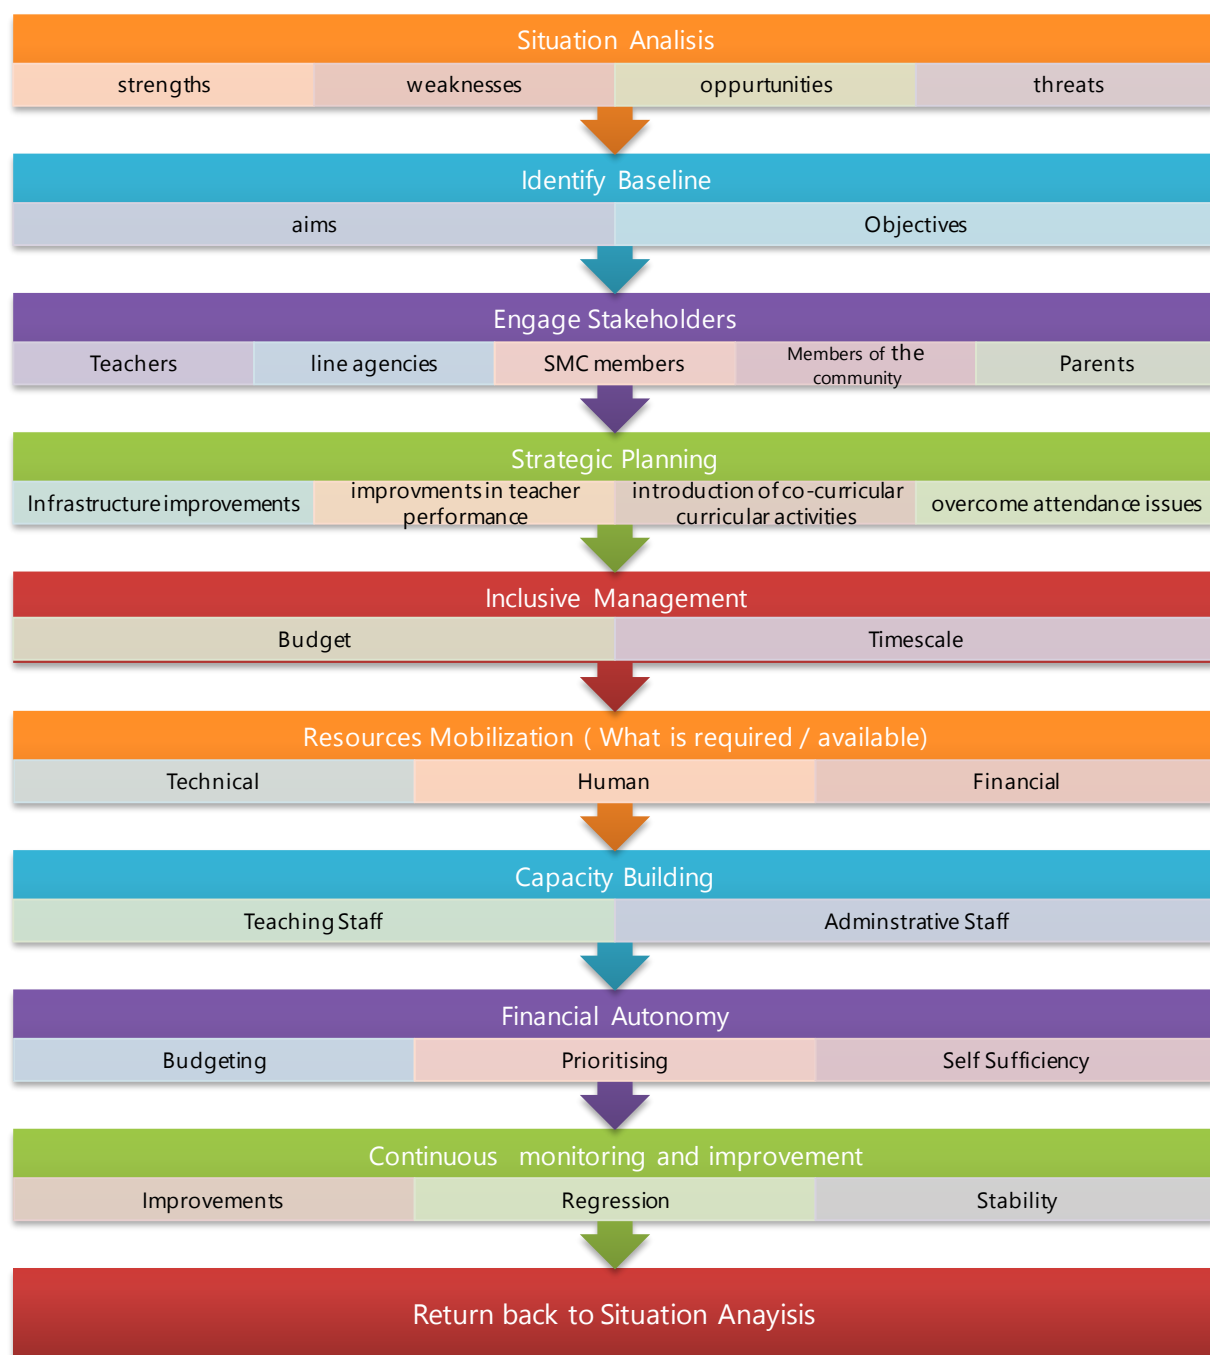 Situation Analisis
strengths weaknesses oppurtunities threats
Identify Baseline
aims Objectives
Engage Stakeholders
Teachers line agencies SMC members Members of the community Parents
Strategic Planning
Infrastructure improvements improvments in teacher performance introduction of co-curricular curricular activities overcome attendance issues
Inclusive Management
Budget Timescale
Resources Mobilization ( What is required / available)
Technical Human Financial
Capacity Building
Teaching Staff Adminstrative Staff
Financial Autonomy
Budgeting Prioritising Self Sufficiency
Continuous monitoring and improvement
Improvements Regression Stability
Return back to Situation Anayisis